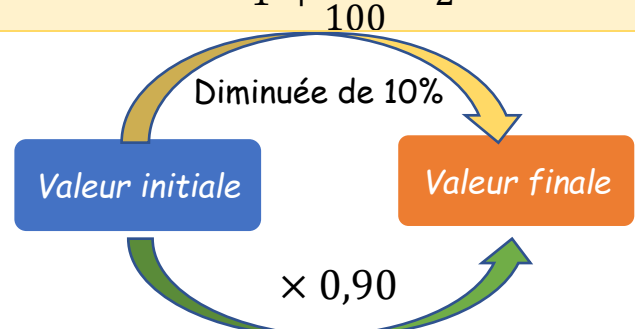 100
Diminuée de 10%
Valeur initiale
Valeur finale
× 0,90